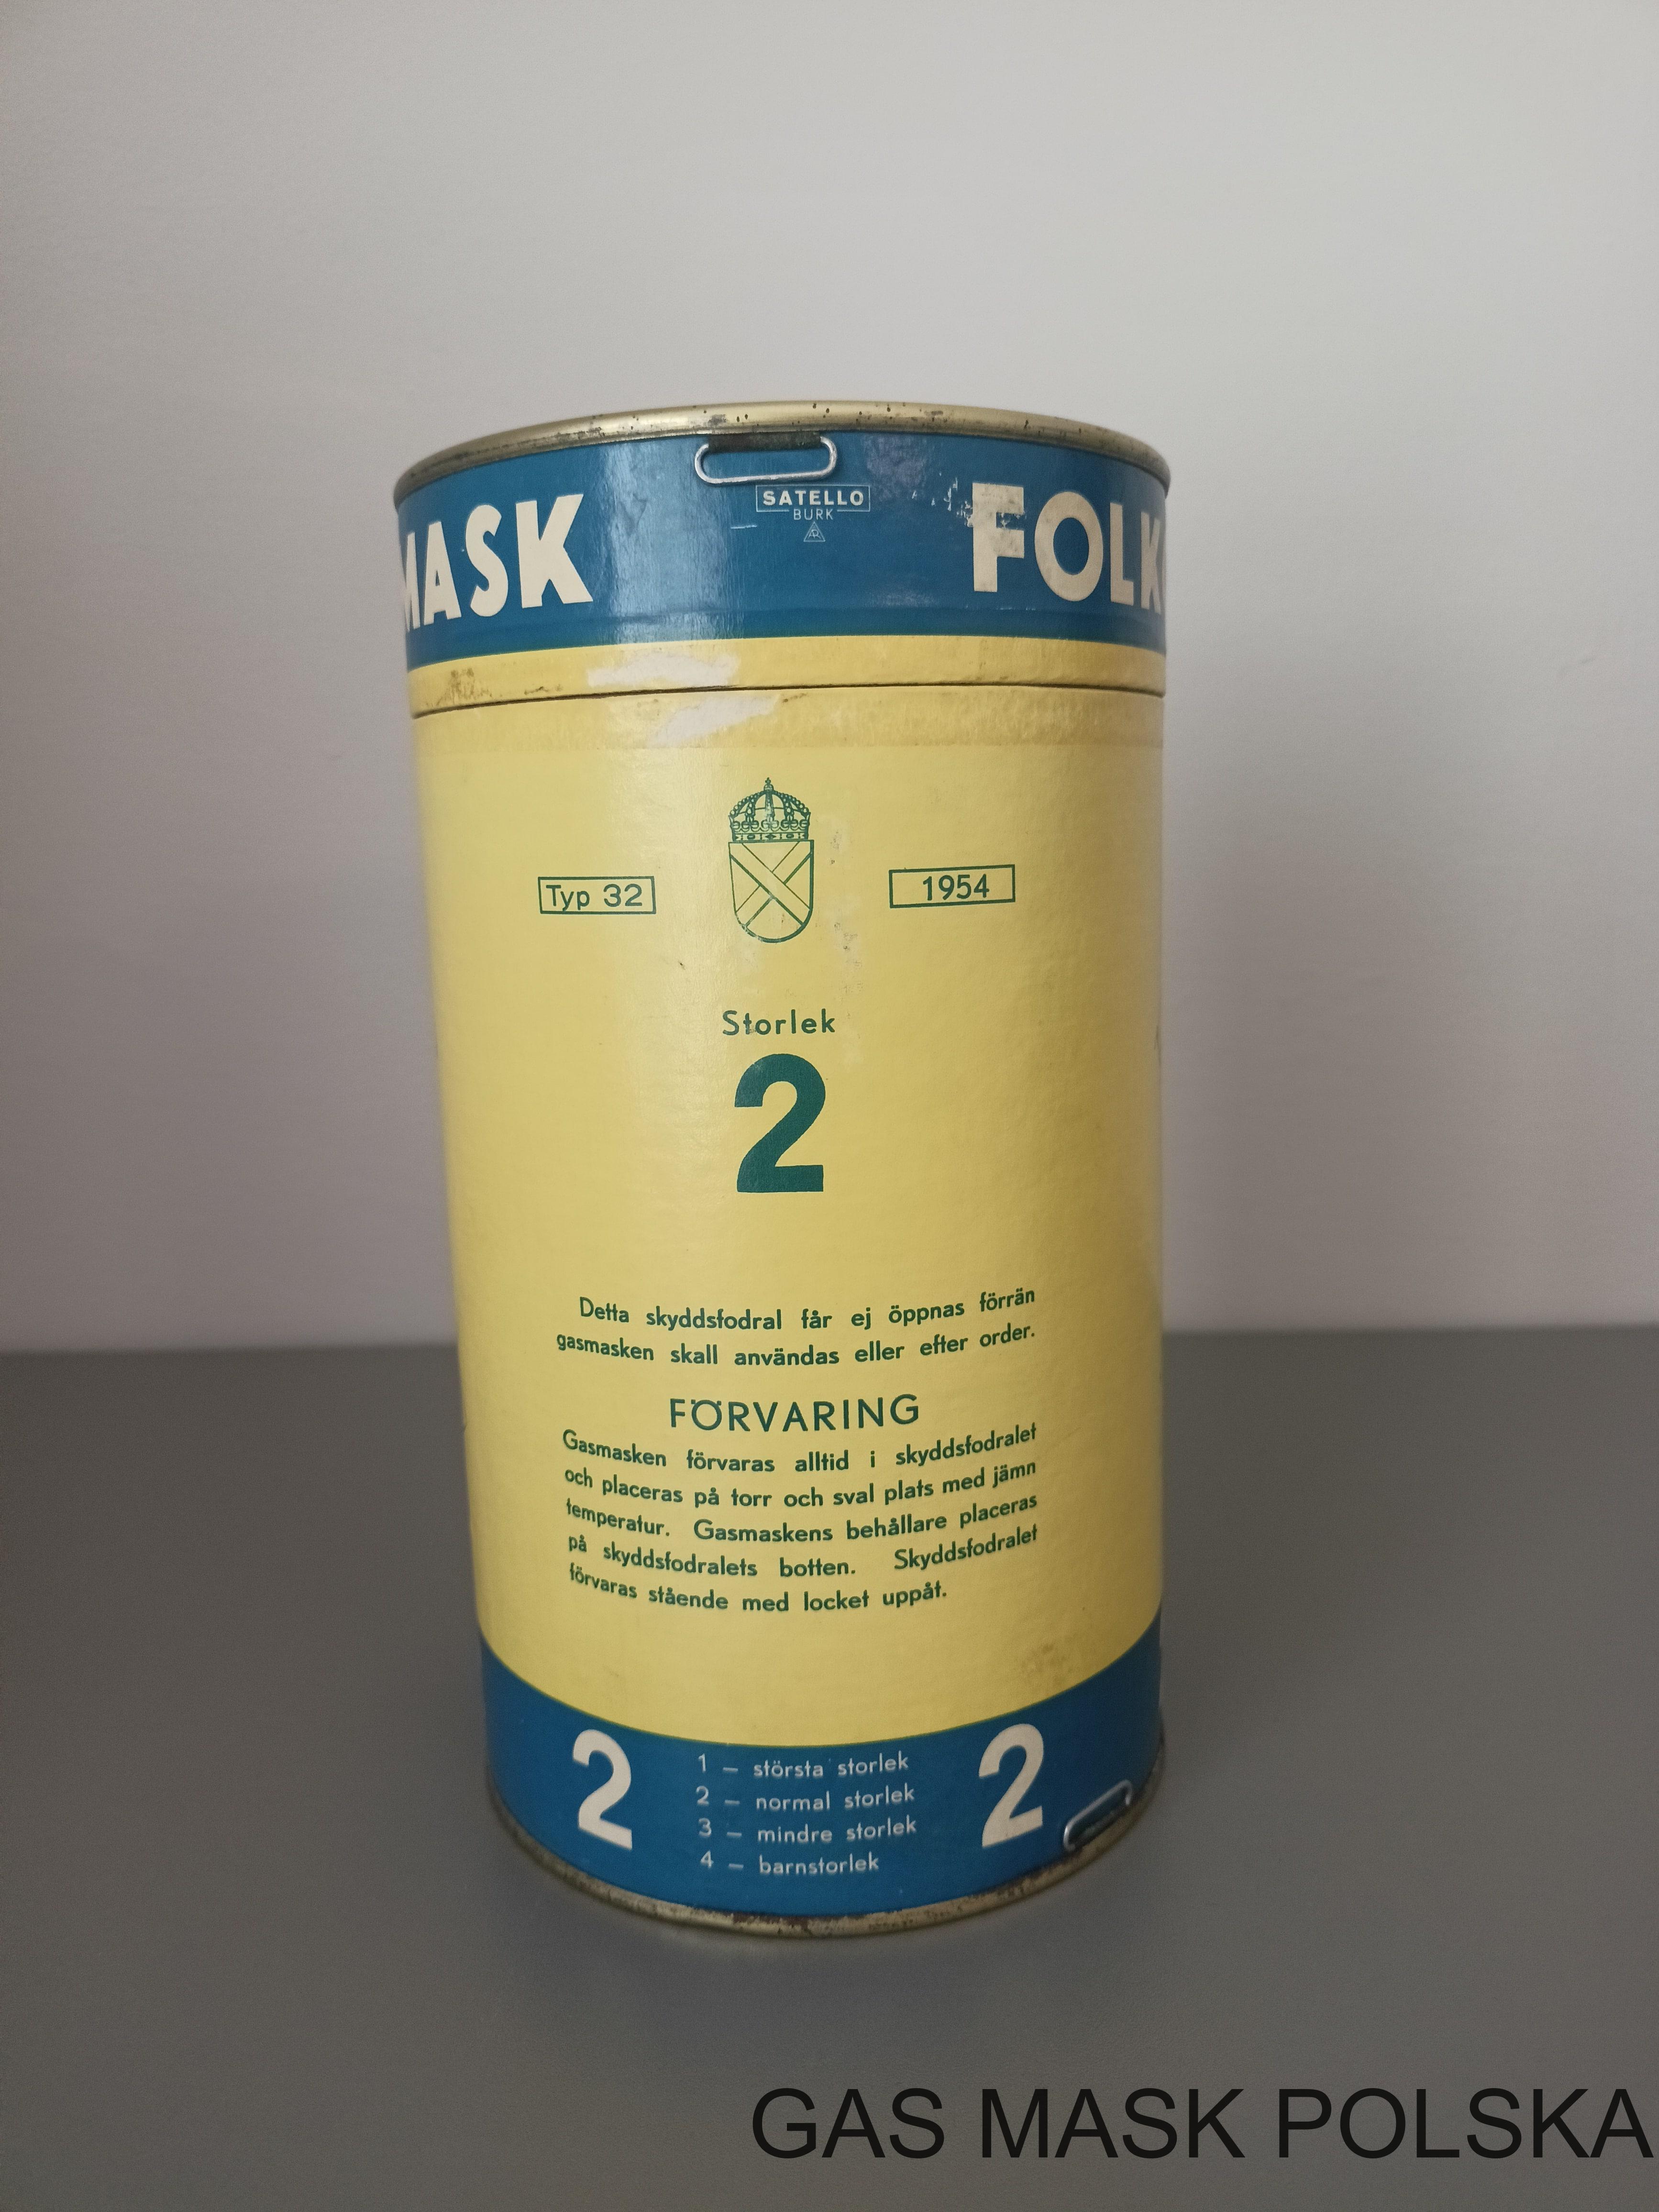 MASK
SATELLO
BURK
FOLK
Typ 32
1954
Storlek
2
Detta skyddsfodral får ej öppnas förrän
gasmasken skall användas eller efter order.
FÖRVARING
Gasmasken förvaras alltid i skyddsfodralet
och placeras på torr och sval plats med jämn
temperatur. Gasmaskens behållare placeras
på skyddsfodralets botten. Skyddsfodralet
förvaras stående med locket uppåt.
2
1 – största storlek
2 – normal storlek
3 – mindre storlek
4 – barnstorlek
2
GAS MASK POLSKA